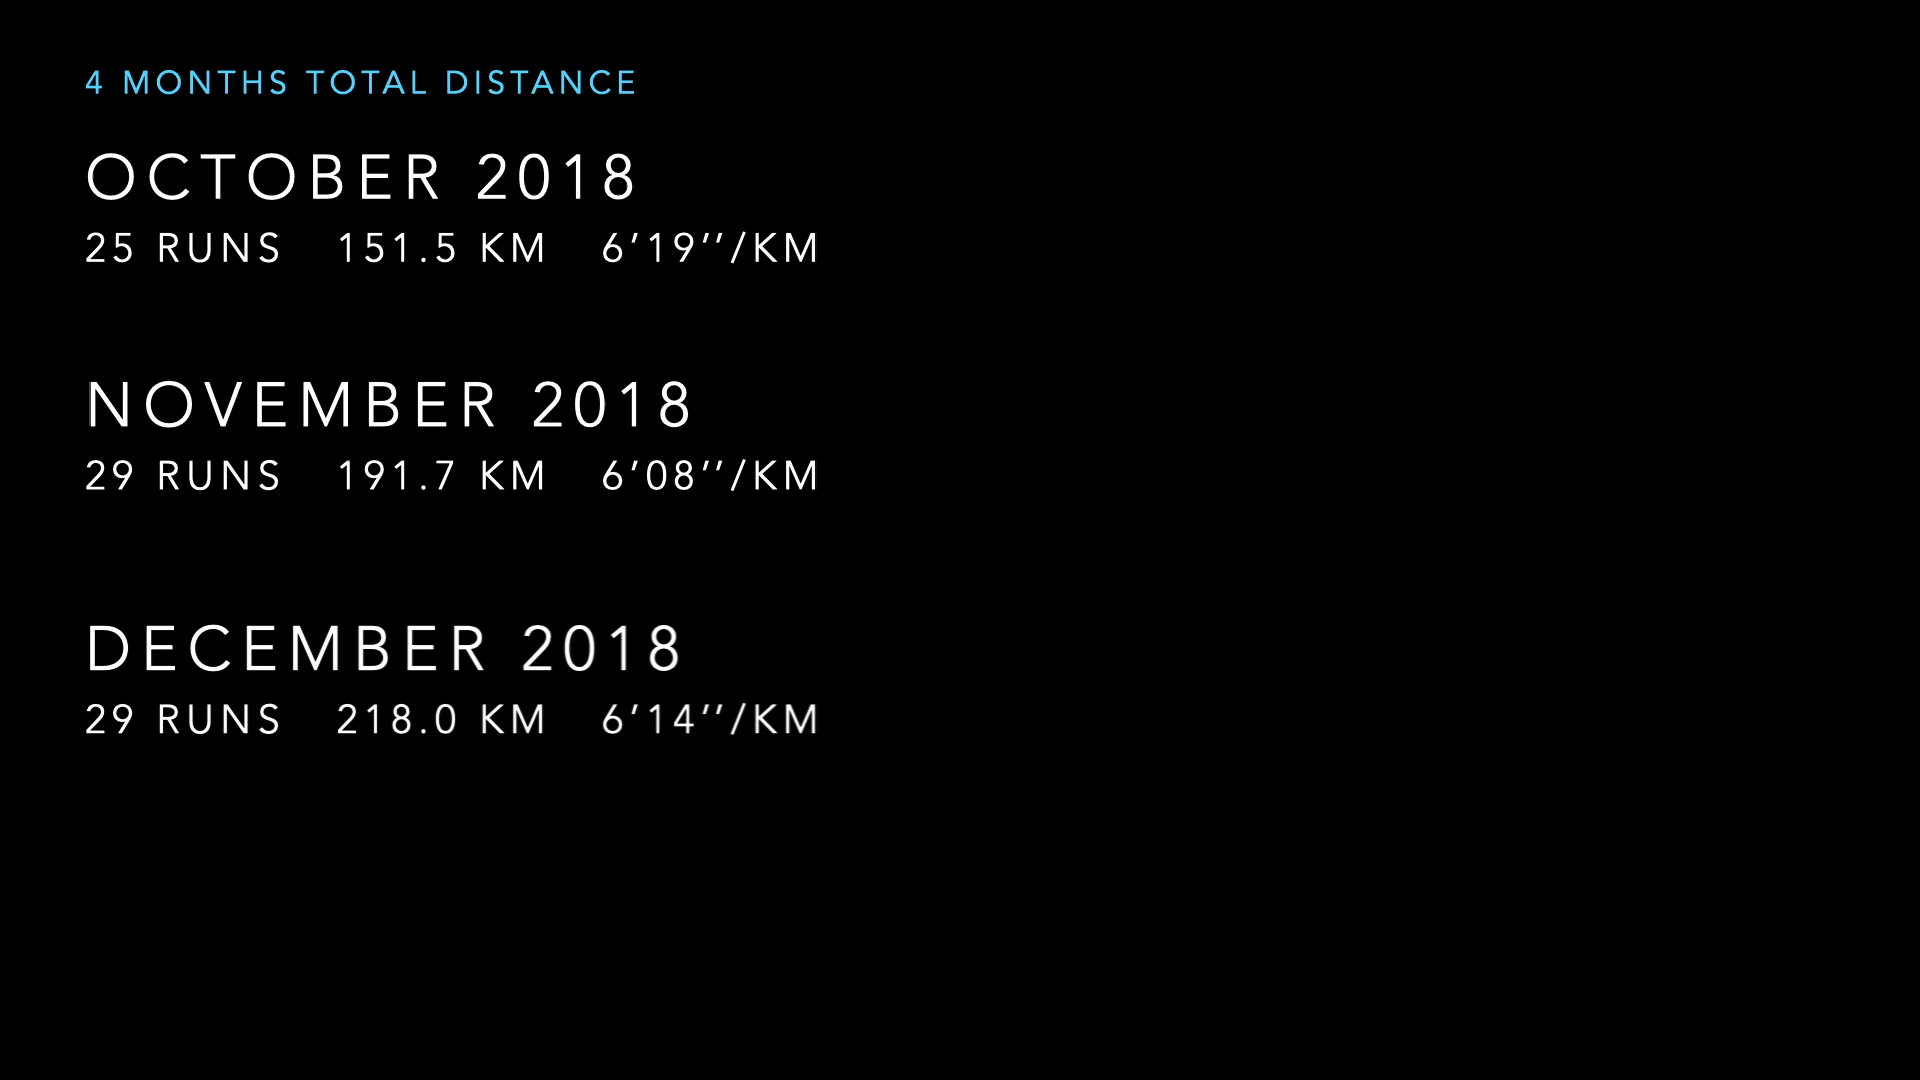 4 MONTHS TOTAL DISTANCE
OCTOBER 2018
25 RUNS 151.5 KM 6’19’’/KM
NOVEMBER 2018
29 RUNS 191.7 KM 6’08’’/KM
DECEMBER 2018
29 RUNS 218.0 KM 6’14’’/KM